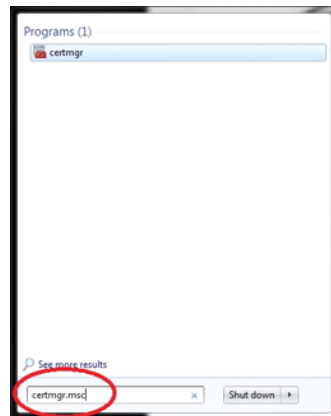 Programs (1)
certmgr
See more results
certmgr.msc
Shut down